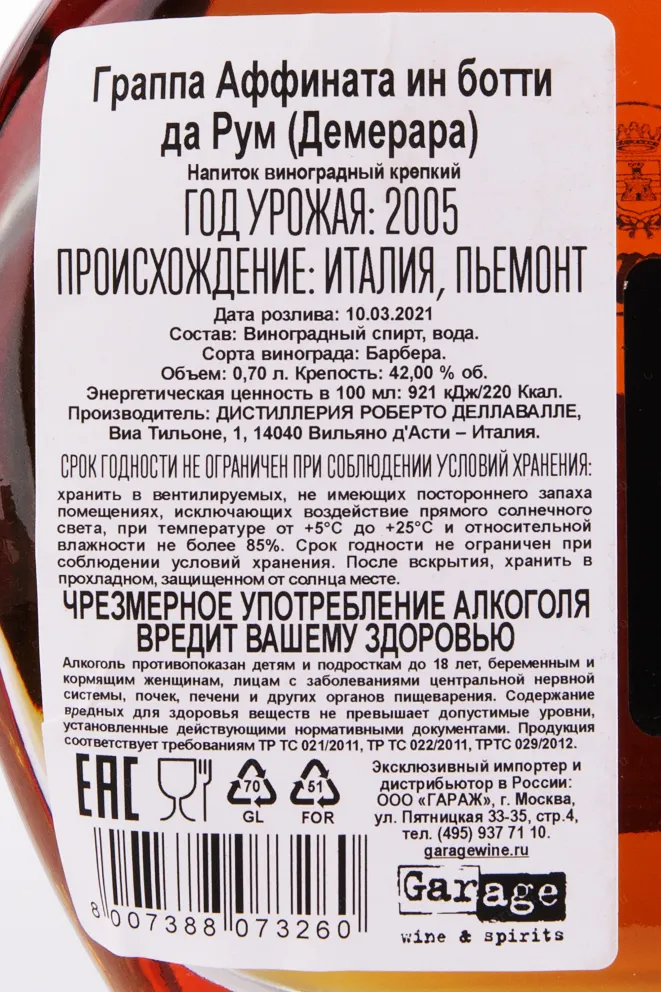 Граппа Аффината ин ботти
да Рум (Демерара)
Напиток виноградный крепкий
ГОД УРОЖАЯ: 2005
ПРОИСХОЖДЕНИЕ: ИТАЛИЯ, ПЬЕМОНТ
Дата розлива: 10.03.2021
Состав: Виноградный спирт, вода.
Сорта винограда: Барбера.
Объем: 0,70 л. Крепость: 42,00 % об.
Энергетическая ценность в 100 мл: 921 кДж/220 Ккал.
Производитель: ДИСТИЛЛЕРИЯ РОБЕРТО ДЕЛЛАВАЛЛЕ,
Виа Тильоне, 1, 14040 Вильяно д'Асти – Италия.
СРОК ГОДНОСТИ НЕ ОГРАНИЧЕН ПРИ СОБЛЮДЕНИИ УСЛОВИЙ ХРАНЕНИЯ:
хранить в вентилируемых, не имеющих постороннего запаха
помещениях, исключающих воздействие прямого солнечного
света, при температуре от +5°C до +25°C и относительной
влажности не более 85%. Срок годности не ограничен при
соблюдении условий хранения. После вскрытия, хранить в
прохладном, защищенном от солнца месте.
ЧРЕЗМЕРНОЕ УПОТРЕБЛЕНИЕ АЛКОГОЛЯ
ВРЕДИТ ВАШЕМУ ЗДОРОВЬЮ
Алкоголь противопоказан детям и подросткам до 18 лет, беременным и
кормящим женщинам, лицам с заболеваниями центральной нервной
системы, почек, печени и других органов пищеварения. Содержание
вредных для здоровья веществ не превышает допустимые уровни,
установленные действующими нормативными документами. Продукция
соответствует требованиям ТР ТС 021/2011, ТР ТС 022/2011, ТРТС 029/2012.
EAC
70
GL
51
FOR
Эксклюзивный импортер и
дистрибьютор в России:
ООО «ГАРАЖ», г. Москва,
ул. Пятницкая 33-35, стр.4,
тел. (495) 937 71 10.
garagewine.ru
8 007388 073260
Garage
wine & spirits